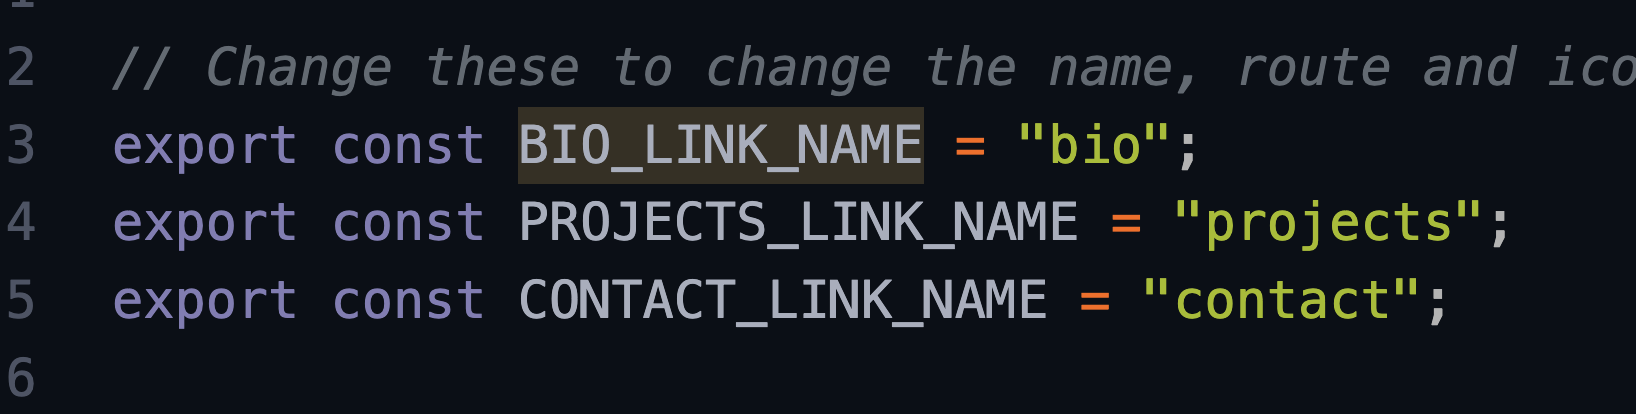 2 // Change these to change the name, route and ico
3 export const BIO_LINK_NAME = "bio";
4 export const PROJECTS_LINK_NAME = "projects";
5 export const CONTACT_LINK_NAME = "contact";
6